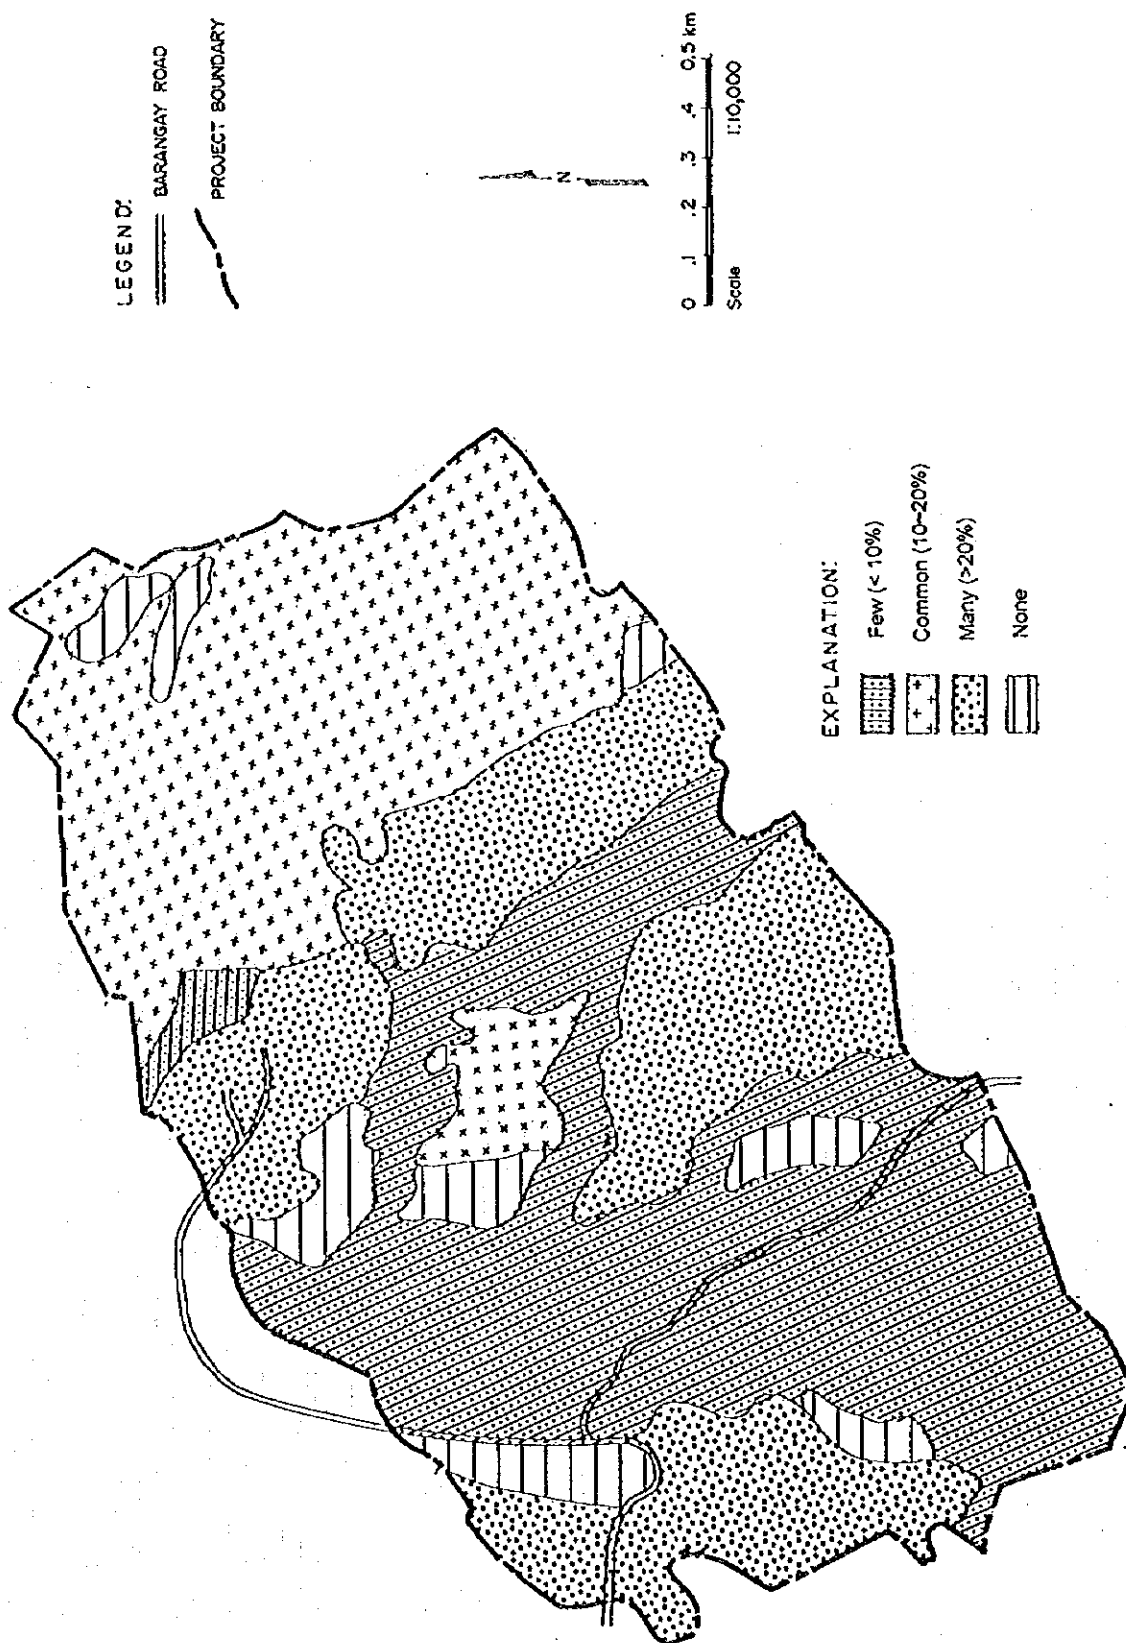 LEGEND:
BARANGAY ROAD
PROJECT BOUNDARY
N
0 .1 .2 .3 .4 0.5 km
Scale 1:10,000
EXPLANATION:
Few (< 10%)
Common (10-20%)
Many (>20%)
None